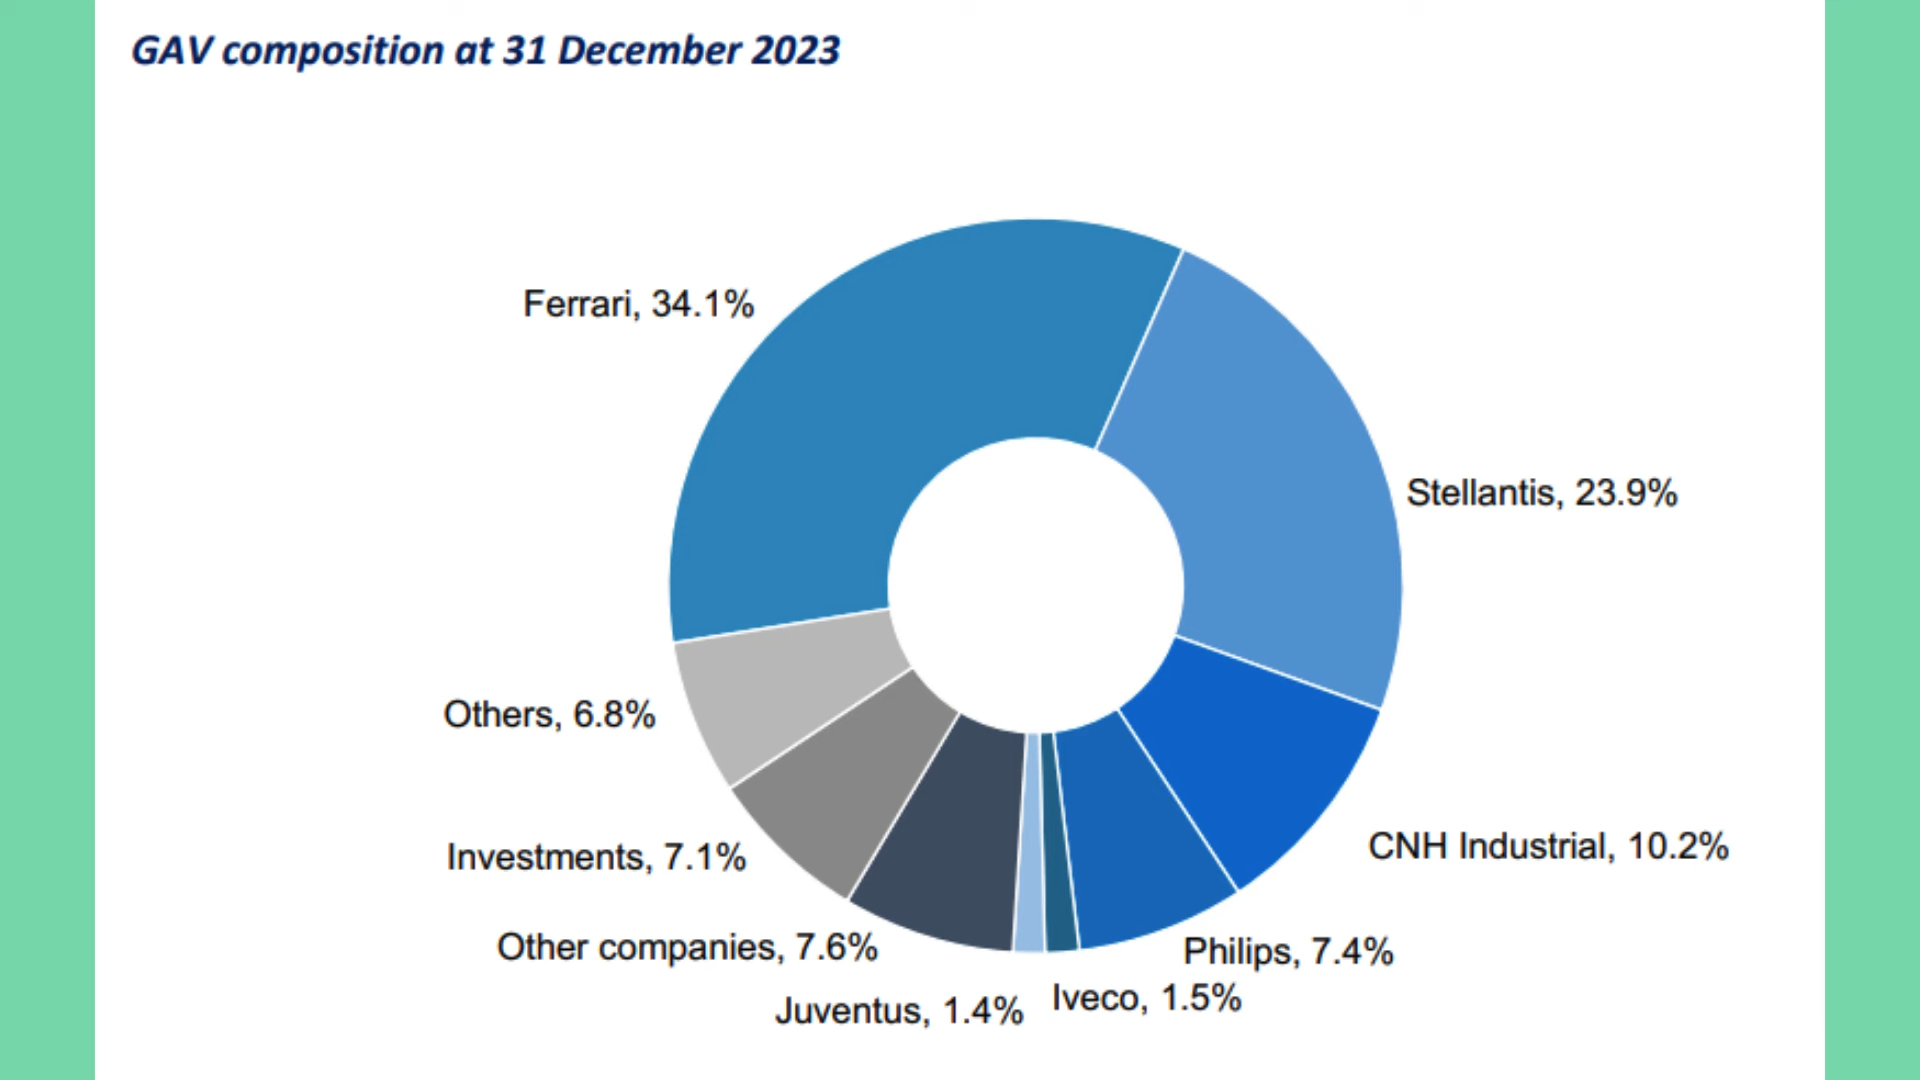 GAV composition at 31 December 2023
Ferrari, 34.1%
Stellantis, 23.9%
Others, 6.8%
CNH Industrial, 10.2%
Investments, 7.1%
Other companies, 7.6%
Philips, 7.4%
Juventus, 1.4%
Iveco, 1.5%